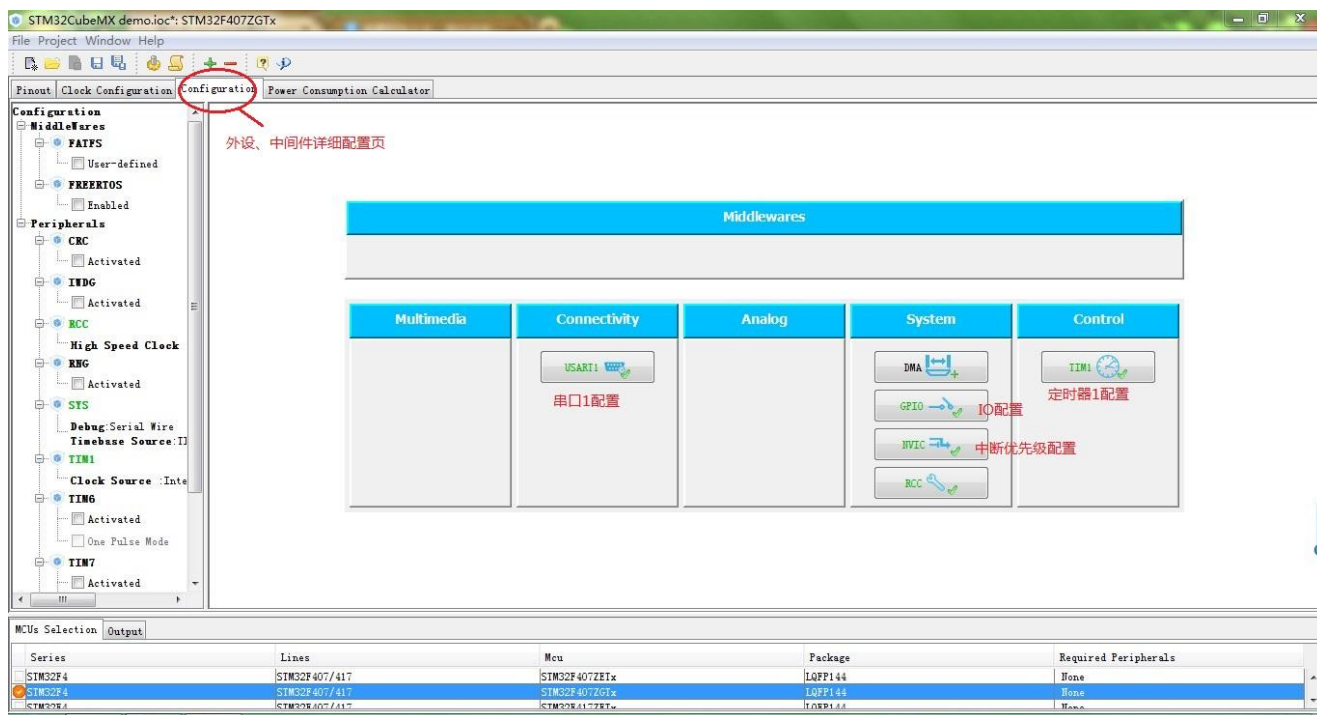 STM32CubeMX demo.ioc*: STM32F407ZGTx
File Project Window Help
Pinout Clock Configuration Configuration Power Consumption Calculator
外设、中间件详细配置页
Configuration
MiddleWares
FATFS
User-defined
FREERTOS
Enabled
Peripherals
CRC
Activated
IWDG
Activated
RCC
High Speed Clock
RNG
Activated
SYS
Debug:Serial Wire
Timebase Source:
TIM1
Clock Source :Inte
TIM6
Activated
One Pulse Mode
TIM7
Activated
Middlewares
Multimedia Connectivity Analog System Control
USART1
串口1配置
DMA
GPIO IO配置
NVIC 中断优先级配置
RCC
TIM1
定时器1配置
MCUs Selection Output
Series Lines Mcu Package Required Peripherals
STM32F4 STM32F407/417 STM32F407ZETx LQFP144 None
STM32F4 STM32F407/417 STM32F407ZGTx LQFP144 None
STM32F4 STM32F407/417 STM32F417ZETx LQFP144 None